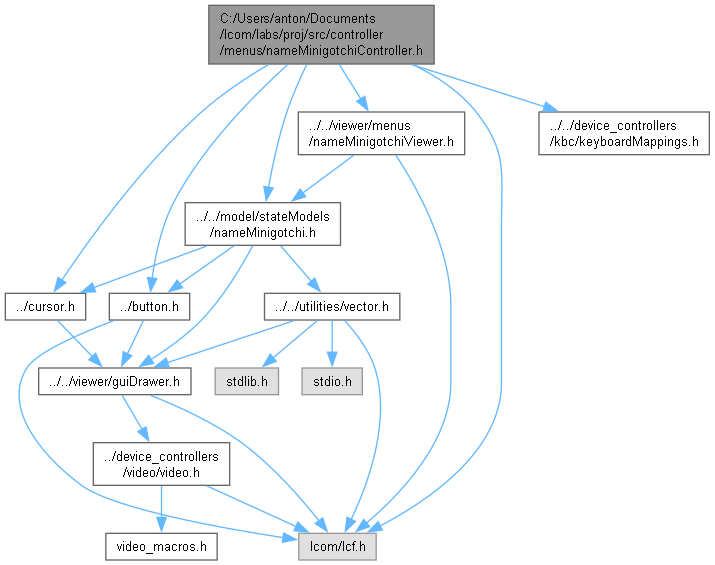 C:/Users/anton/Documents
/lcom/labs/proj/src/controller
/menus/nameMinigotchiController.h
../../viewer/menus
/nameMinigotchiViewer.h
../../device_controllers
/kbc/keyboardMappings.h
../../model/stateModels
/nameMinigotchi.h
../cursor.h
../button.h
../../utilities/vector.h
../../viewer/guiDrawer.h
stdlib.h
stdio.h
../device_controllers
/video/video.h
video_macros.h
lcom/lcf.h